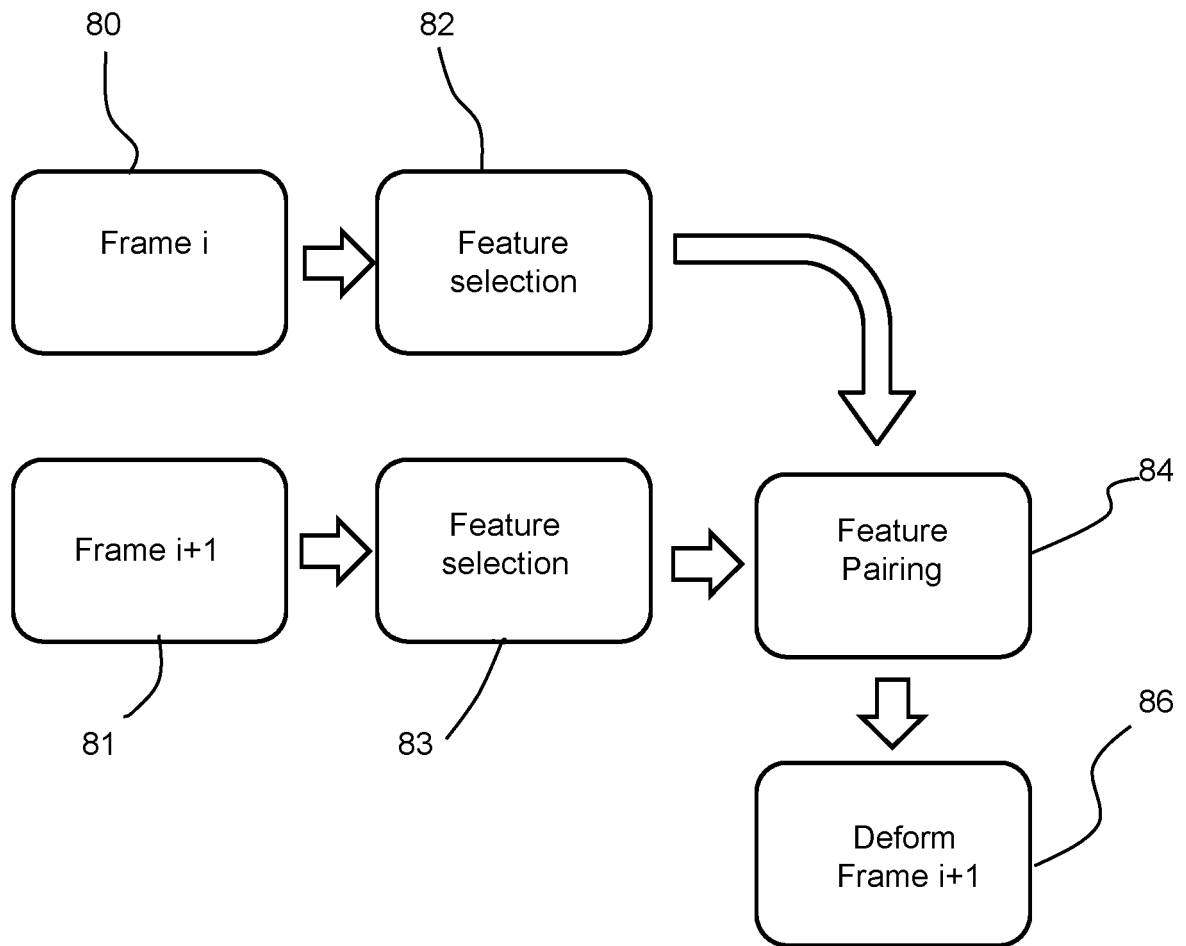 80
82
Frame i
Feature
selection
Frame i+1
Feature
selection
84
Feature
Pairing
81
83
86
Deform
Frame i+1